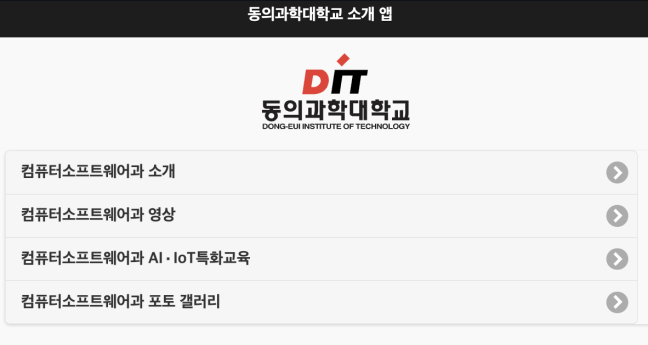 동의과학대학교 소개 앱
DIT
동의과학대학교
DONG-EUI INSTITUTE OF TECHNOLOGY
컴퓨터소프트웨어과 소개
컴퓨터소프트웨어과 영상
컴퓨터소프트웨어과 AI·IoT특화교육
컴퓨터소프트웨어과 포토 갤러리